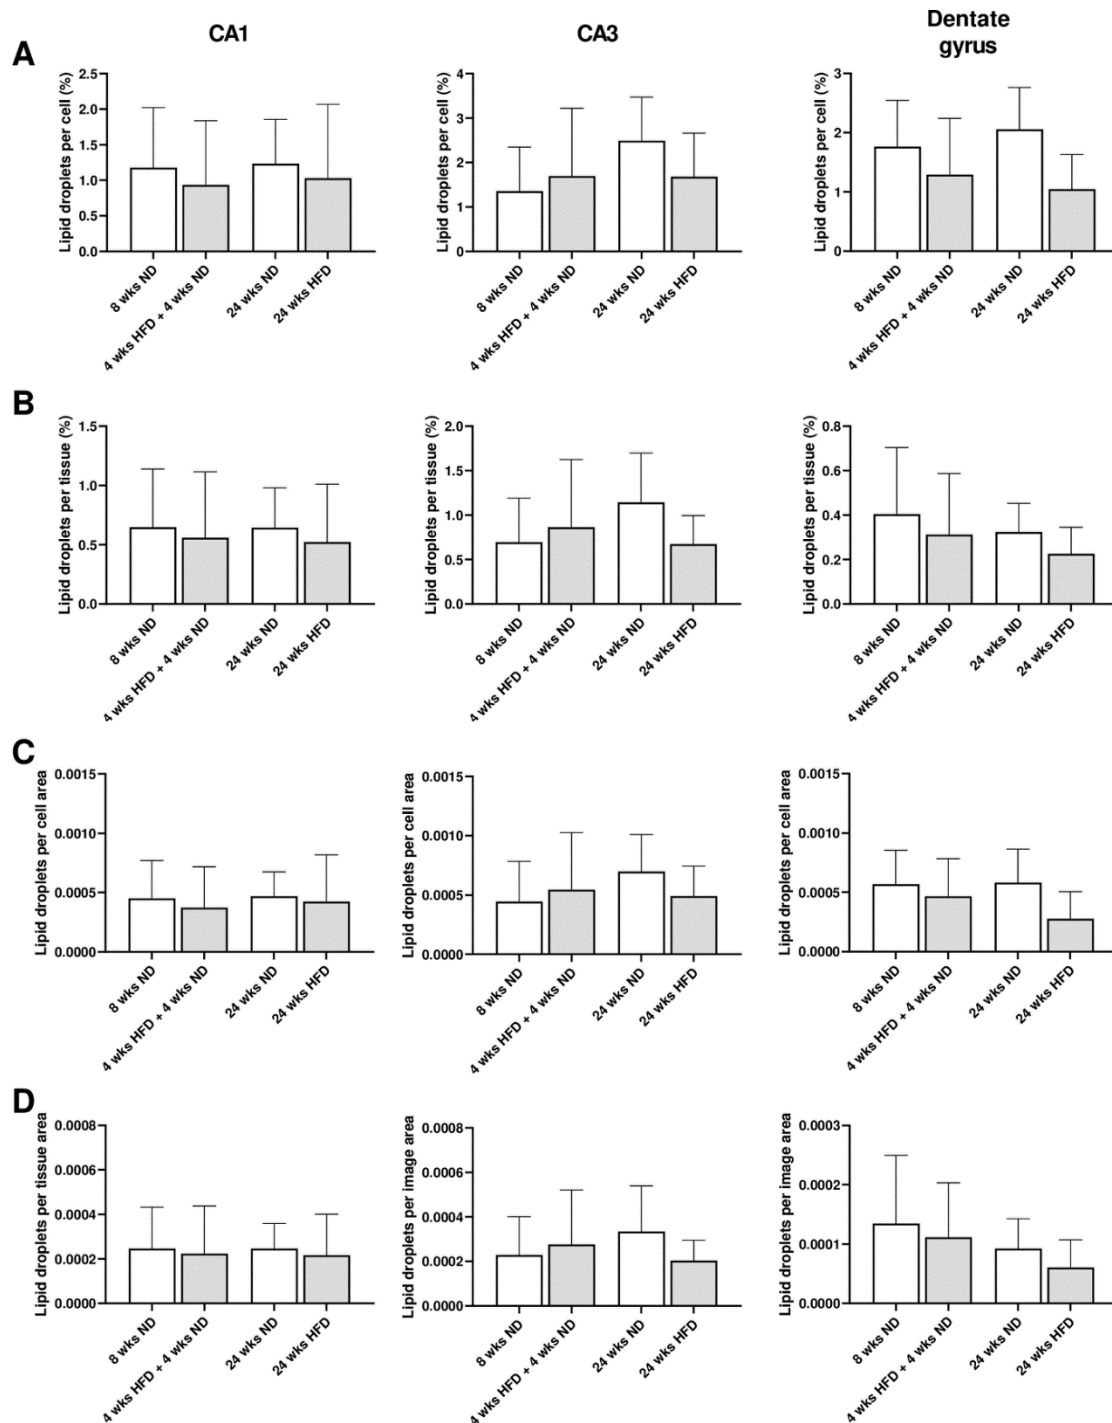 CA1
CA3
Dentate
gyrus
A
Lipid droplets per cell (%)
2.5
2.0
1.5
1.0
0.5
0.0
8 wks ND
4 wks HFD + 4 wks ND
24 wks ND
24 wks HFD
Lipid droplets per cell (%)
4
3
2
1
0
8 wks ND
4 wks HFD + 4 wks ND
24 wks ND
24 wks HFD
Lipid droplets per cell (%)
3
2
1
0
8 wks ND
4 wks HFD + 4 wks ND
24 wks ND
24 wks HFD
B
Lipid droplets per tissue (%)
1.5
1.0
0.5
0.0
8 wks ND
4 wks HFD + 4 wks ND
24 wks ND
24 wks HFD
Lipid droplets per tissue (%)
2.0
1.5
1.0
0.5
0.0
8 wks ND
4 wks HFD + 4 wks ND
24 wks ND
24 wks HFD
Lipid droplets per tissue (%)
0.8
0.6
0.4
0.2
0.0
8 wks ND
4 wks HFD + 4 wks ND
24 wks ND
24 wks HFD
C
Lipid droplets per cell area
0.0015
0.0010
0.0005
0.0000
8 wks ND
4 wks HFD + 4 wks ND
24 wks ND
24 wks HFD
Lipid droplets per cell area
0.0015
0.0010
0.0005
0.0000
8 wks ND
4 wks HFD + 4 wks ND
24 wks ND
24 wks HFD
Lipid droplets per cell area
0.0015
0.0010
0.0005
0.0000
8 wks ND
4 wks HFD + 4 wks ND
24 wks ND
24 wks HFD
D
Lipid droplets per tissue area
0.0008
0.0006
0.0004
0.0002
0.0000
8 wks ND
4 wks HFD + 4 wks ND
24 wks ND
24 wks HFD
Lipid droplets per image area
0.0008
0.0006
0.0004
0.0002
0.0000
8 wks ND
4 wks HFD + 4 wks ND
24 wks ND
24 wks HFD
Lipid droplets per image area
0.0003
0.0002
0.0001
0.0000
8 wks ND
4 wks HFD + 4 wks ND
24 wks ND
24 wks HFD